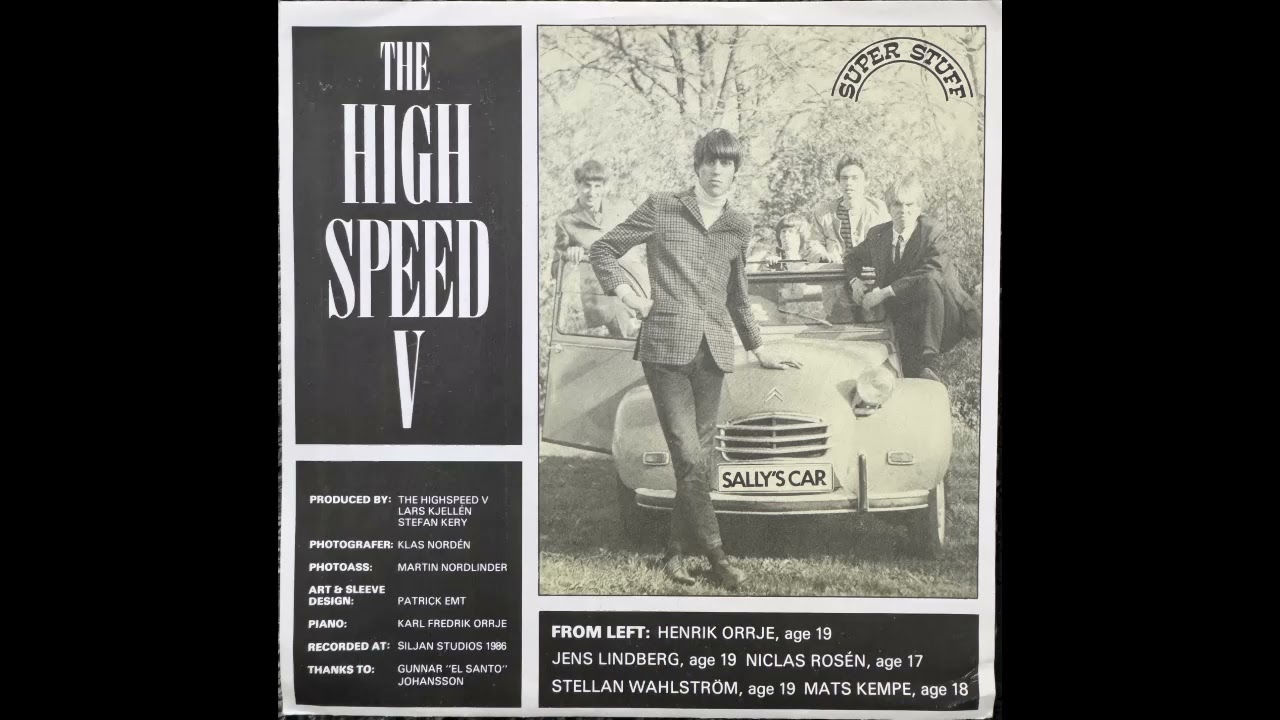 THE
HIGH
SPEED
V
SUPER STUFF
SALLY'S CAR
PRODUCED BY: THE HIGHSPEED V
LARS KJELLÉN
STEFAN KERY
PHOTOGRAFER: KLAS NORDÉN
PHOTOASS: MARTIN NORDLINDER
ART & SLEEVE
DESIGN: PATRICK EMT
PIANO: KARL FREDRIK ORRJE
RECORDED AT: SILJAN STUDIOS 1986
THANKS TO: GUNNAR "EL SANTO"
JOHANSSON
FROM LEFT: HENRIK ORRJE, age 19
JENS LINDBERG, age 19 NICLAS ROSÉN, age 17
STELLAN WAHLSTRÖM, age 19 MATS KEMPE, age 18